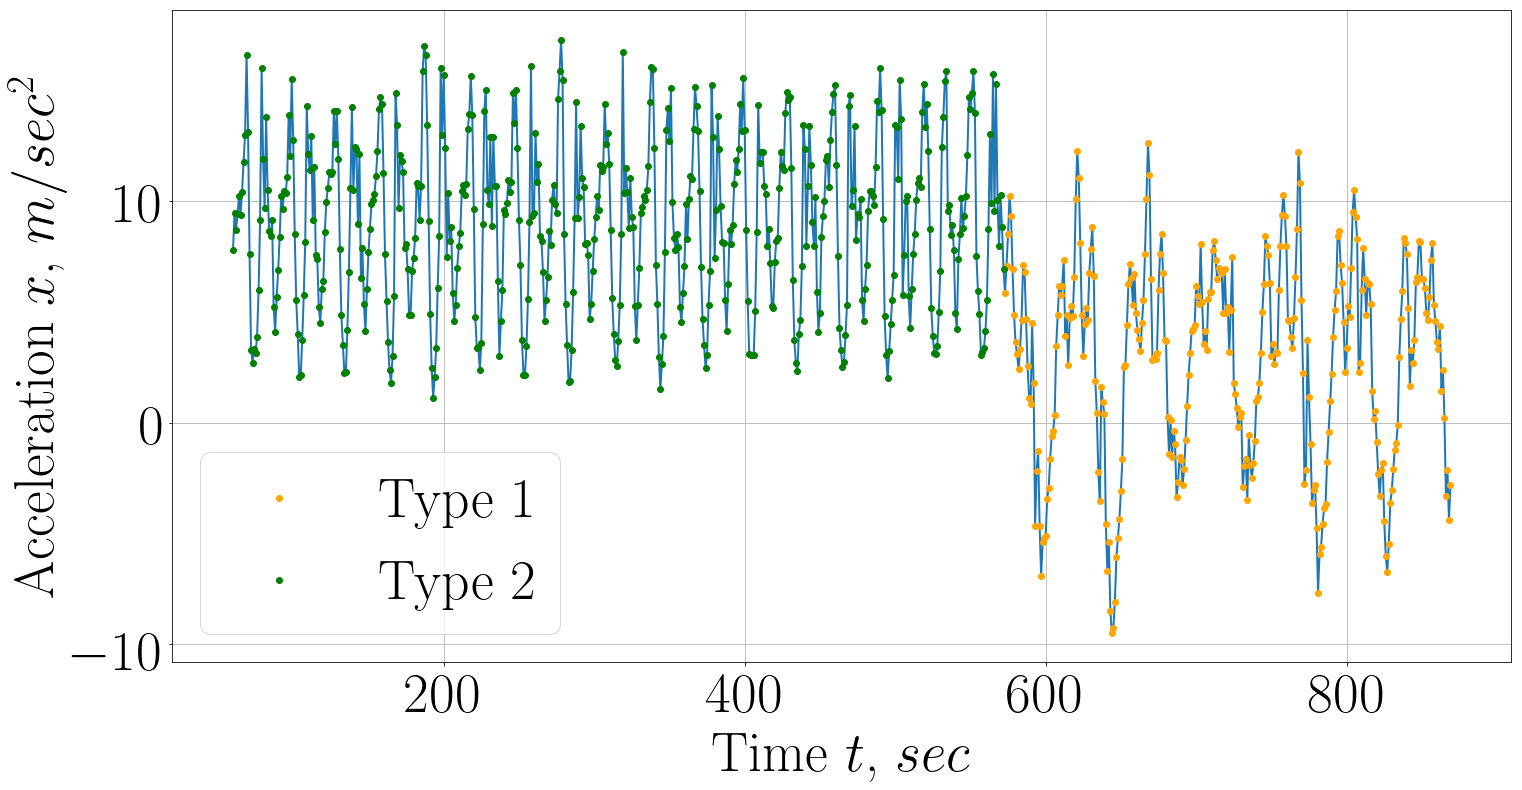 Acceleration x, m/sec²
10
0
−10
Type 1
Type 2
200 400 600 800
Time t, sec